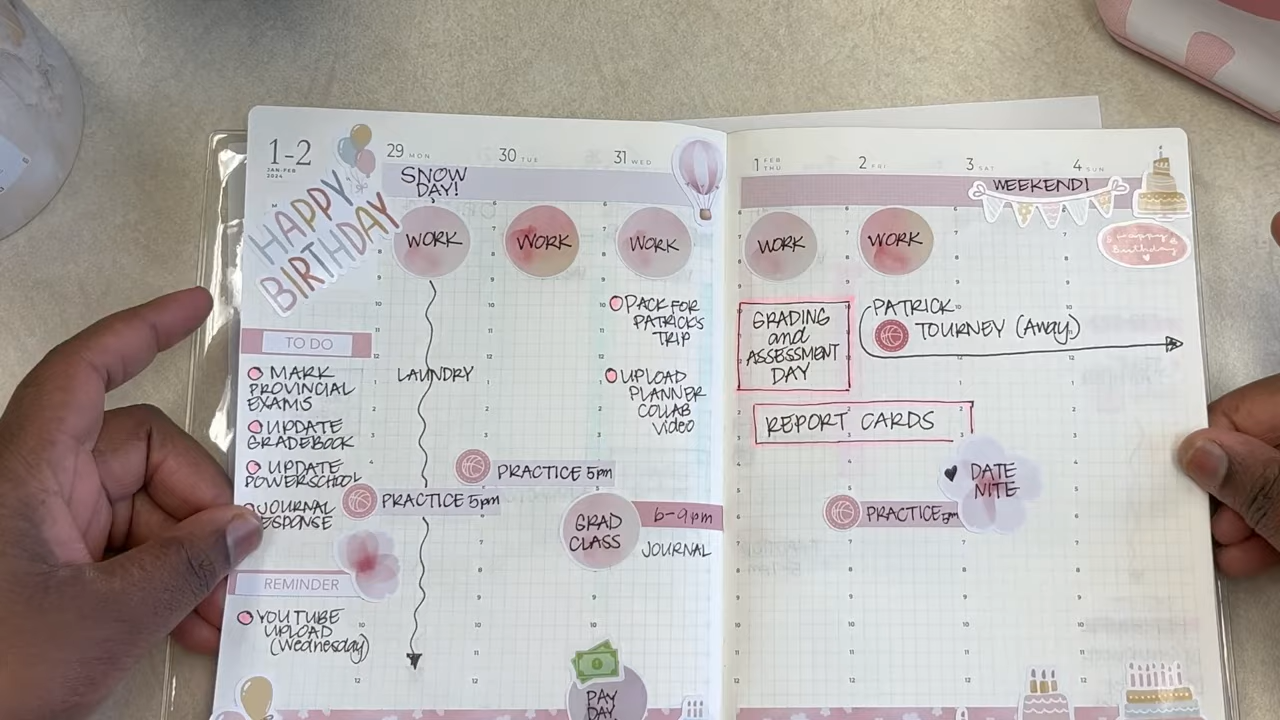 1-2
JAN-FEB
2024
HAPPY
BIRTHDAY
TO DO
MARK
PROVINCIAL
EXAMS
UPDATE
GRADEBOOK
UPDATE
POWERSCHOOL
JOURNAL
REMINDER
YOUTUBE
UPLOAD
(Wednesday)
29 MON
SNOW
DAY!
WORK
LAUNDRY
PRACTICE 5pm
30 TUE
WORK
PRACTICE 5pm
31 WED
WORK
PACK FOR
PATRICK'S
TRIP
UPLOAD
PLANNER
COLLAB
Video
GRAD
CLASS
6-9pm
JOURNAL
PAY
DAY
1 FEB
THU
WORK
GRADING
and
ASSESSMENT
DAY
REPORT CARDS
2 FRI
WORK
PATRICK
TOURNEY (Away)
PRACTICE 5pm
3 SAT
WEEKEND!
DATE
NITE
4 SUN
Happy
Birthday